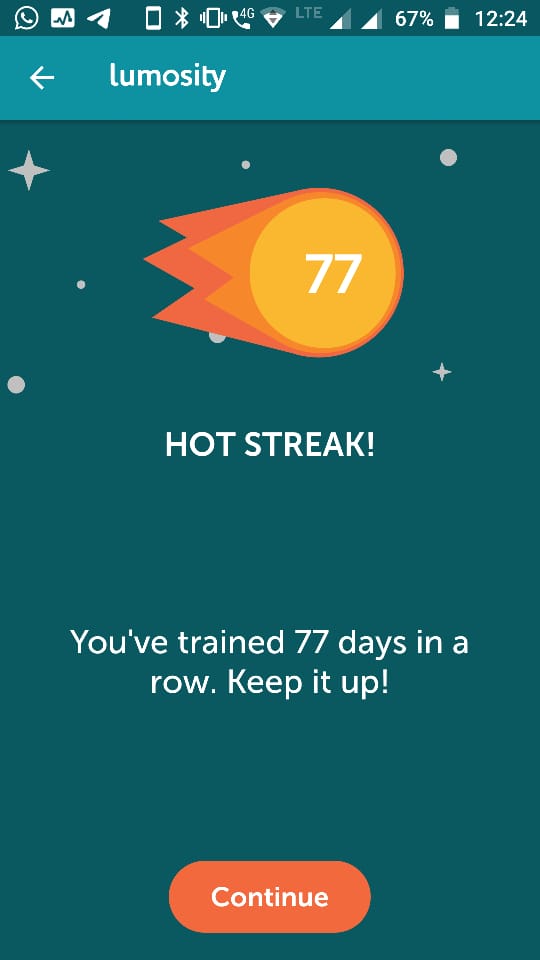 4G LTE 67% 12:24
lumosity
77
HOT STREAK!
You've trained 77 days in a
row. Keep it up!
Continue